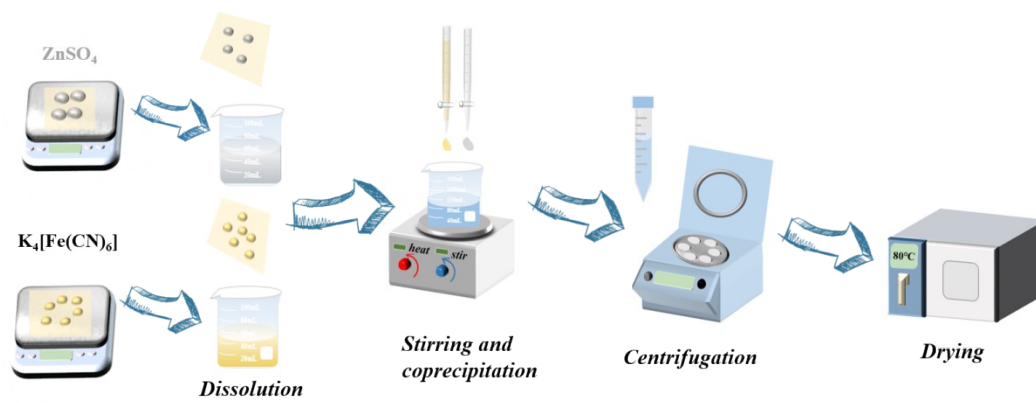 ZnSO₄
K₄[Fe(CN)₆]
Dissolution
heat
stir
Stirring and
coprecipitation
Centrifugation
80℃
Drying